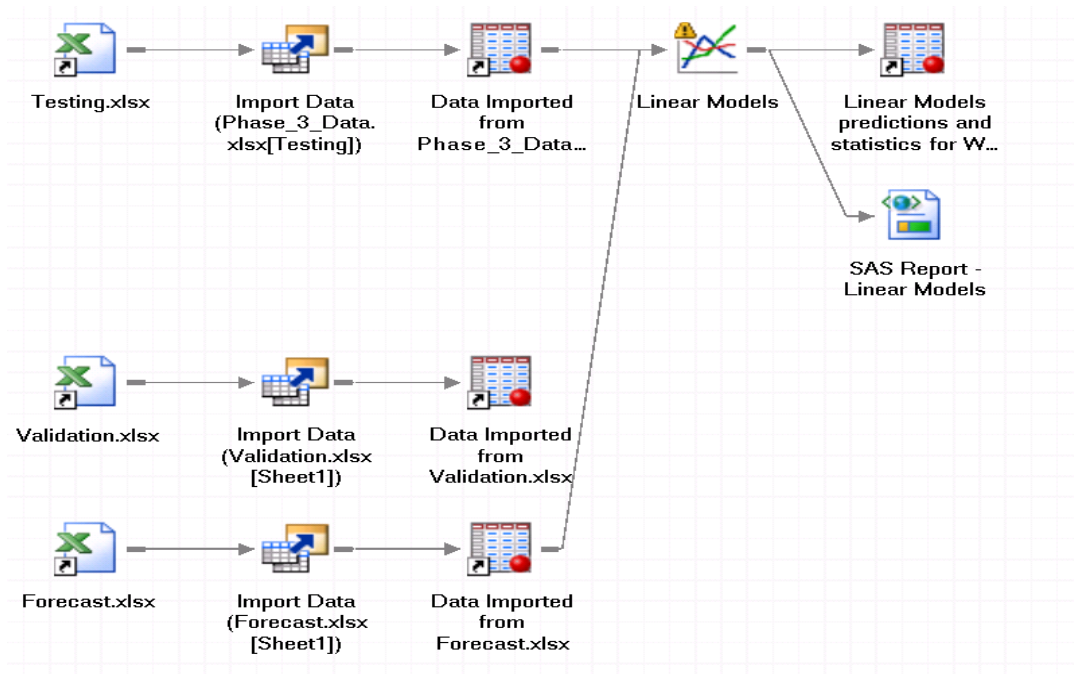 Testing.xlsx
Import Data
(Phase_3_Data.
xlsx[Testing])
Data Imported
from
Phase_3_Data...
Linear Models
Linear Models
predictions and
statistics for W...
SAS Report -
Linear Models
Validation.xlsx
Import Data
(Validation.xlsx
[Sheet1])
Data Imported
from
Validation.xlsx
Forecast.xlsx
Import Data
(Forecast.xlsx
[Sheet1])
Data Imported
from
Forecast.xlsx